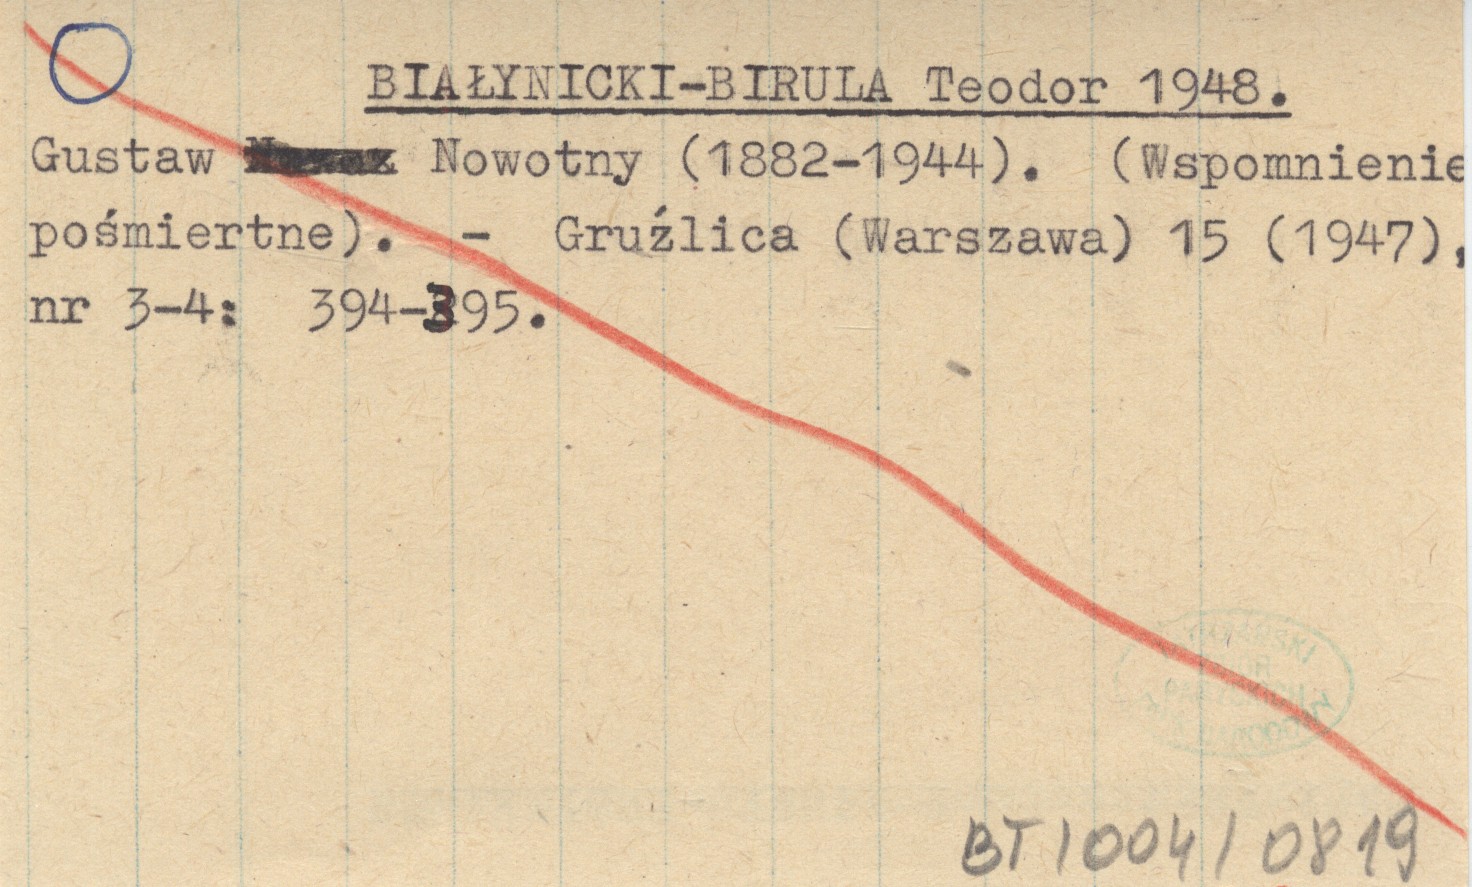 BIAŁYNICKI-BIRULA Teodor 1948.
Gustaw Nowotny (1882-1944). (Wspomnienie
pośmiertne). - Gruźlica (Warszawa) 15 (1947),
nr 3-4: 394-395.
BT/004/0819